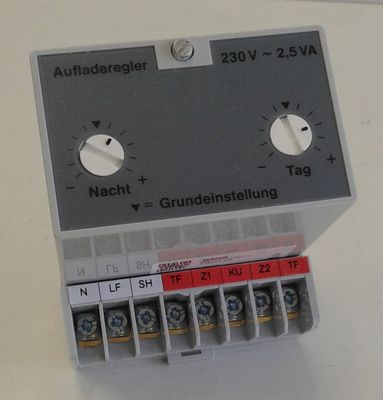 Aufladeregler 230 V ~ 2,5 VA
- + - +
Nacht Tag
▼ = Grundeinstellung
N LF SH TF Z1 KU Z2 TF